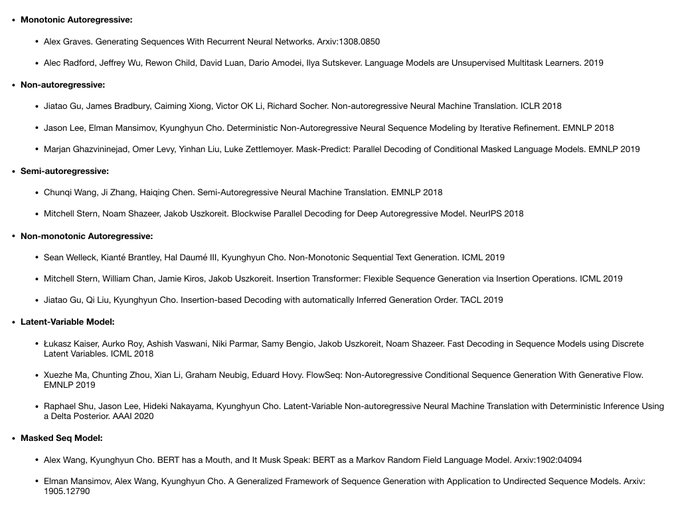 • Monotonic Autoregressive:
• Alex Graves. Generating Sequences With Recurrent Neural Networks. Arxiv:1308.0850
• Alec Radford, Jeffrey Wu, Rewon Child, David Luan, Dario Amodei, Ilya Sutskever. Language Models are Unsupervised Multitask Learners. 2019
• Non-autoregressive:
• Jiatao Gu, James Bradbury, Caiming Xiong, Victor OK Li, Richard Socher. Non-autoregressive Neural Machine Translation. ICLR 2018
• Jason Lee, Elman Mansimov, Kyunghyun Cho. Deterministic Non-Autoregressive Neural Sequence Modeling by Iterative Refinement. EMNLP 2018
• Marjan Ghazvininejad, Omer Levy, Yinhan Liu, Luke Zettlemoyer. Mask-Predict: Parallel Decoding of Conditional Masked Language Models. EMNLP 2019
• Semi-autoregressive:
• Chunqi Wang, Ji Zhang, Haiqing Chen. Semi-Autoregressive Neural Machine Translation. EMNLP 2018
• Mitchell Stern, Noam Shazeer, Jakob Uszkoreit. Blockwise Parallel Decoding for Deep Autoregressive Model. NeurIPS 2018
• Non-monotonic Autoregressive:
• Sean Welleck, Kianté Brantley, Hal Daumé III, Kyunghyun Cho. Non-Monotonic Sequential Text Generation. ICML 2019
• Mitchell Stern, William Chan, Jamie Kiros, Jakob Uszkoreit. Insertion Transformer: Flexible Sequence Generation via Insertion Operations. ICML 2019
• Jiatao Gu, Qi Liu, Kyunghyun Cho. Insertion-based Decoding with automatically Inferred Generation Order. TACL 2019
• Latent-Variable Model:
• Łukasz Kaiser, Aurko Roy, Ashish Vaswani, Niki Parmar, Samy Bengio, Jakob Uszkoreit, Noam Shazeer. Fast Decoding in Sequence Models using Discrete
Latent Variables. ICML 2018
• Xuezhe Ma, Chunting Zhou, Xian Li, Graham Neubig, Eduard Hovy. FlowSeq: Non-Autoregressive Conditional Sequence Generation With Generative Flow.
EMNLP 2019
• Raphael Shu, Jason Lee, Hideki Nakayama, Kyunghyun Cho. Latent-Variable Non-autoregressive Neural Machine Translation with Deterministic Inference Using
a Delta Posterior. AAAI 2020
• Masked Seq Model:
• Alex Wang, Kyunghyun Cho. BERT has a Mouth, and It Musk Speak: BERT as a Markov Random Field Language Model. Arxiv:1902:04094
• Elman Mansimov, Alex Wang, Kyunghyun Cho. A Generalized Framework of Sequence Generation with Application to Undirected Sequence Models. Arxiv:
1905.12790